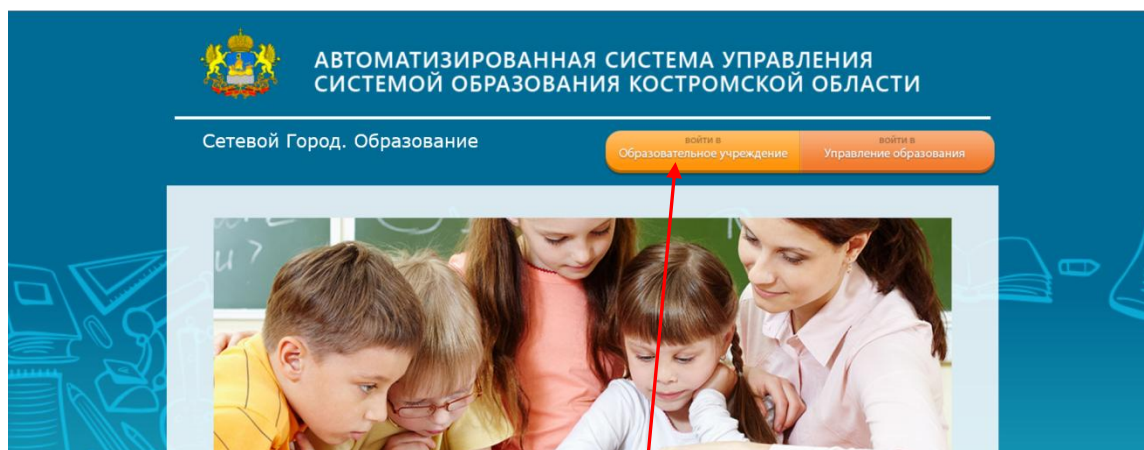 АВТОМАТИЗИРОВАННАЯ СИСТЕМА УПРАВЛЕНИЯ
СИСТЕМОЙ ОБРАЗОВАНИЯ КОСТРОМСКОЙ ОБЛАСТИ
Сетевой Город. Образование
войти в
Образовательное учреждение
войти в
Управление образования
и?